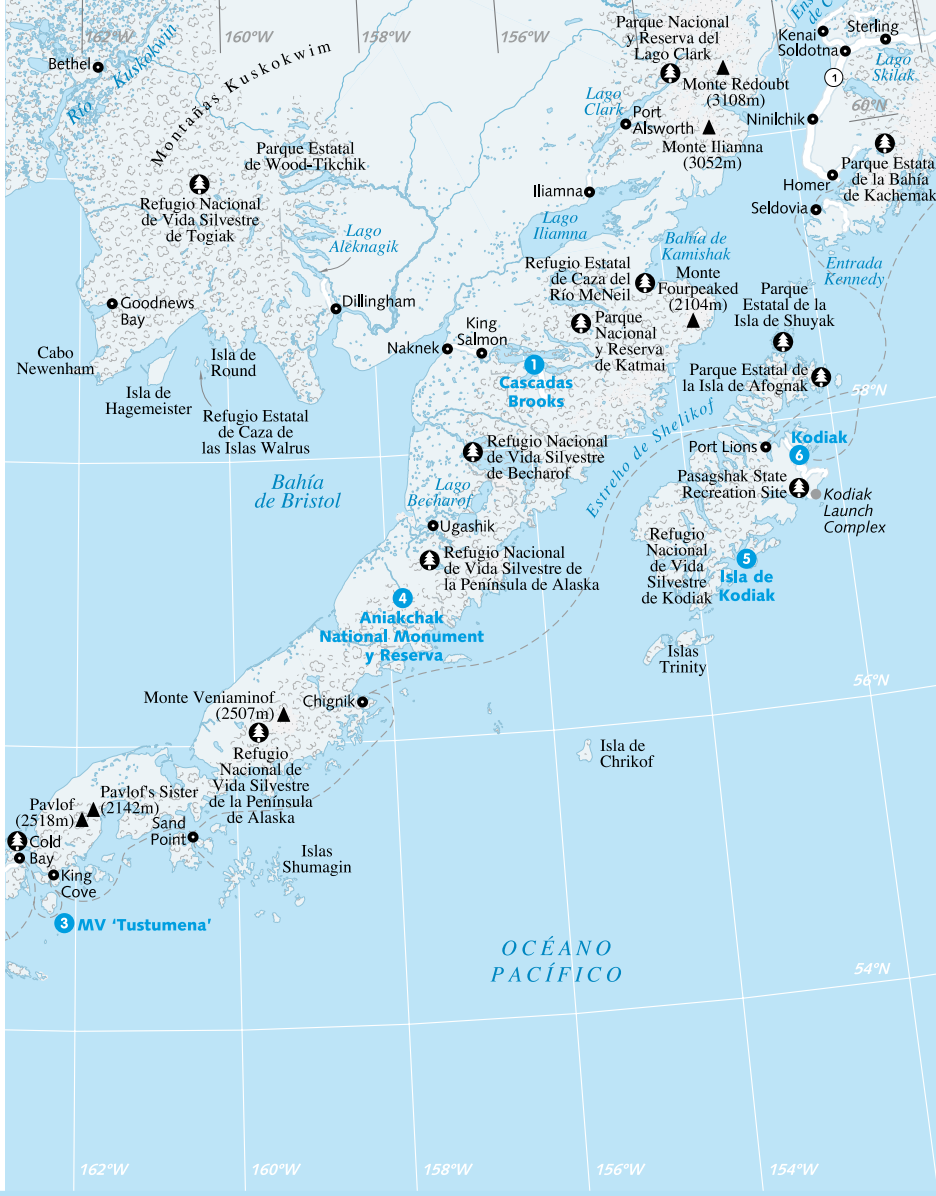 162°W
160°W
158°W
156°W
Bethel
Río Kuskokwin
Montañas Kuskokwim
Parque Nacional
y Reserva del
Lago Clark
Monte Redoubt
(3108m)
Kenai
Soldotna
Sterling
Lago
Skilak
1
60°N
Lago
Clark
Port
Alsworth
Monte Iliamna
(3052m)
Ninilchik
Parque Estatal
de Wood-Tikchik
Refugio Nacional
de Vida Silvestre
de Togiak
Iliamna
Lago
Iliamna
Homer
Seldovia
Parque Estata
de la Bahía
de Kachemak
Lago
Aleknagik
Bahía de
Kamishak
Entrada
Kennedy
Refugio Estatal
de Caza del
Río McNeil
Monte
Fourpeaked
(2104m)
Parque
Estatal de la
Isla de Shuyak
Goodnews
Bay
Dillingham
King
Salmon
Naknek
Parque
Nacional
y Reserva
de Katmai
Cabo
Newenham
Isla de
Round
Isla de
Hagemeister
1
Cascadas
Brooks
Parque Estatal de
la Isla de Afognak
58°N
Refugio Estatal
de Caza de
las Islas Walrus
Estreho de Shelikof
Refugio Nacional
de Vida Silvestre
de Becharof
Port Lions
Kodiak
6
Bahía
de Bristol
Lago
Becharof
Pasagshak State
Recreation Site
Kodiak
Launch
Complex
Ugashik
Refugio Nacional
de Vida Silvestre de
la Península de Alaska
Refugio
Nacional
de Vida
Silvestre
de Kodiak
5
Isla de
Kodiak
4
Aniakchak
National Monument
y Reserva
Islas
Trinity
56°N
Monte Veniaminof
(2507m)
Chignik
Refugio
Nacional de
Vida Silvestre
de la Península
de Alaska
Isla de
Chrikof
Pavlof
(2518m)
Pavlof's Sister
(2142m)
Sand
Point
Cold
Bay
King
Cove
Islas
Shumagin
3
MV 'Tustumena'
OCÉANO
PACÍFICO
54°N
162°W
160°W
158°W
156°W
154°W